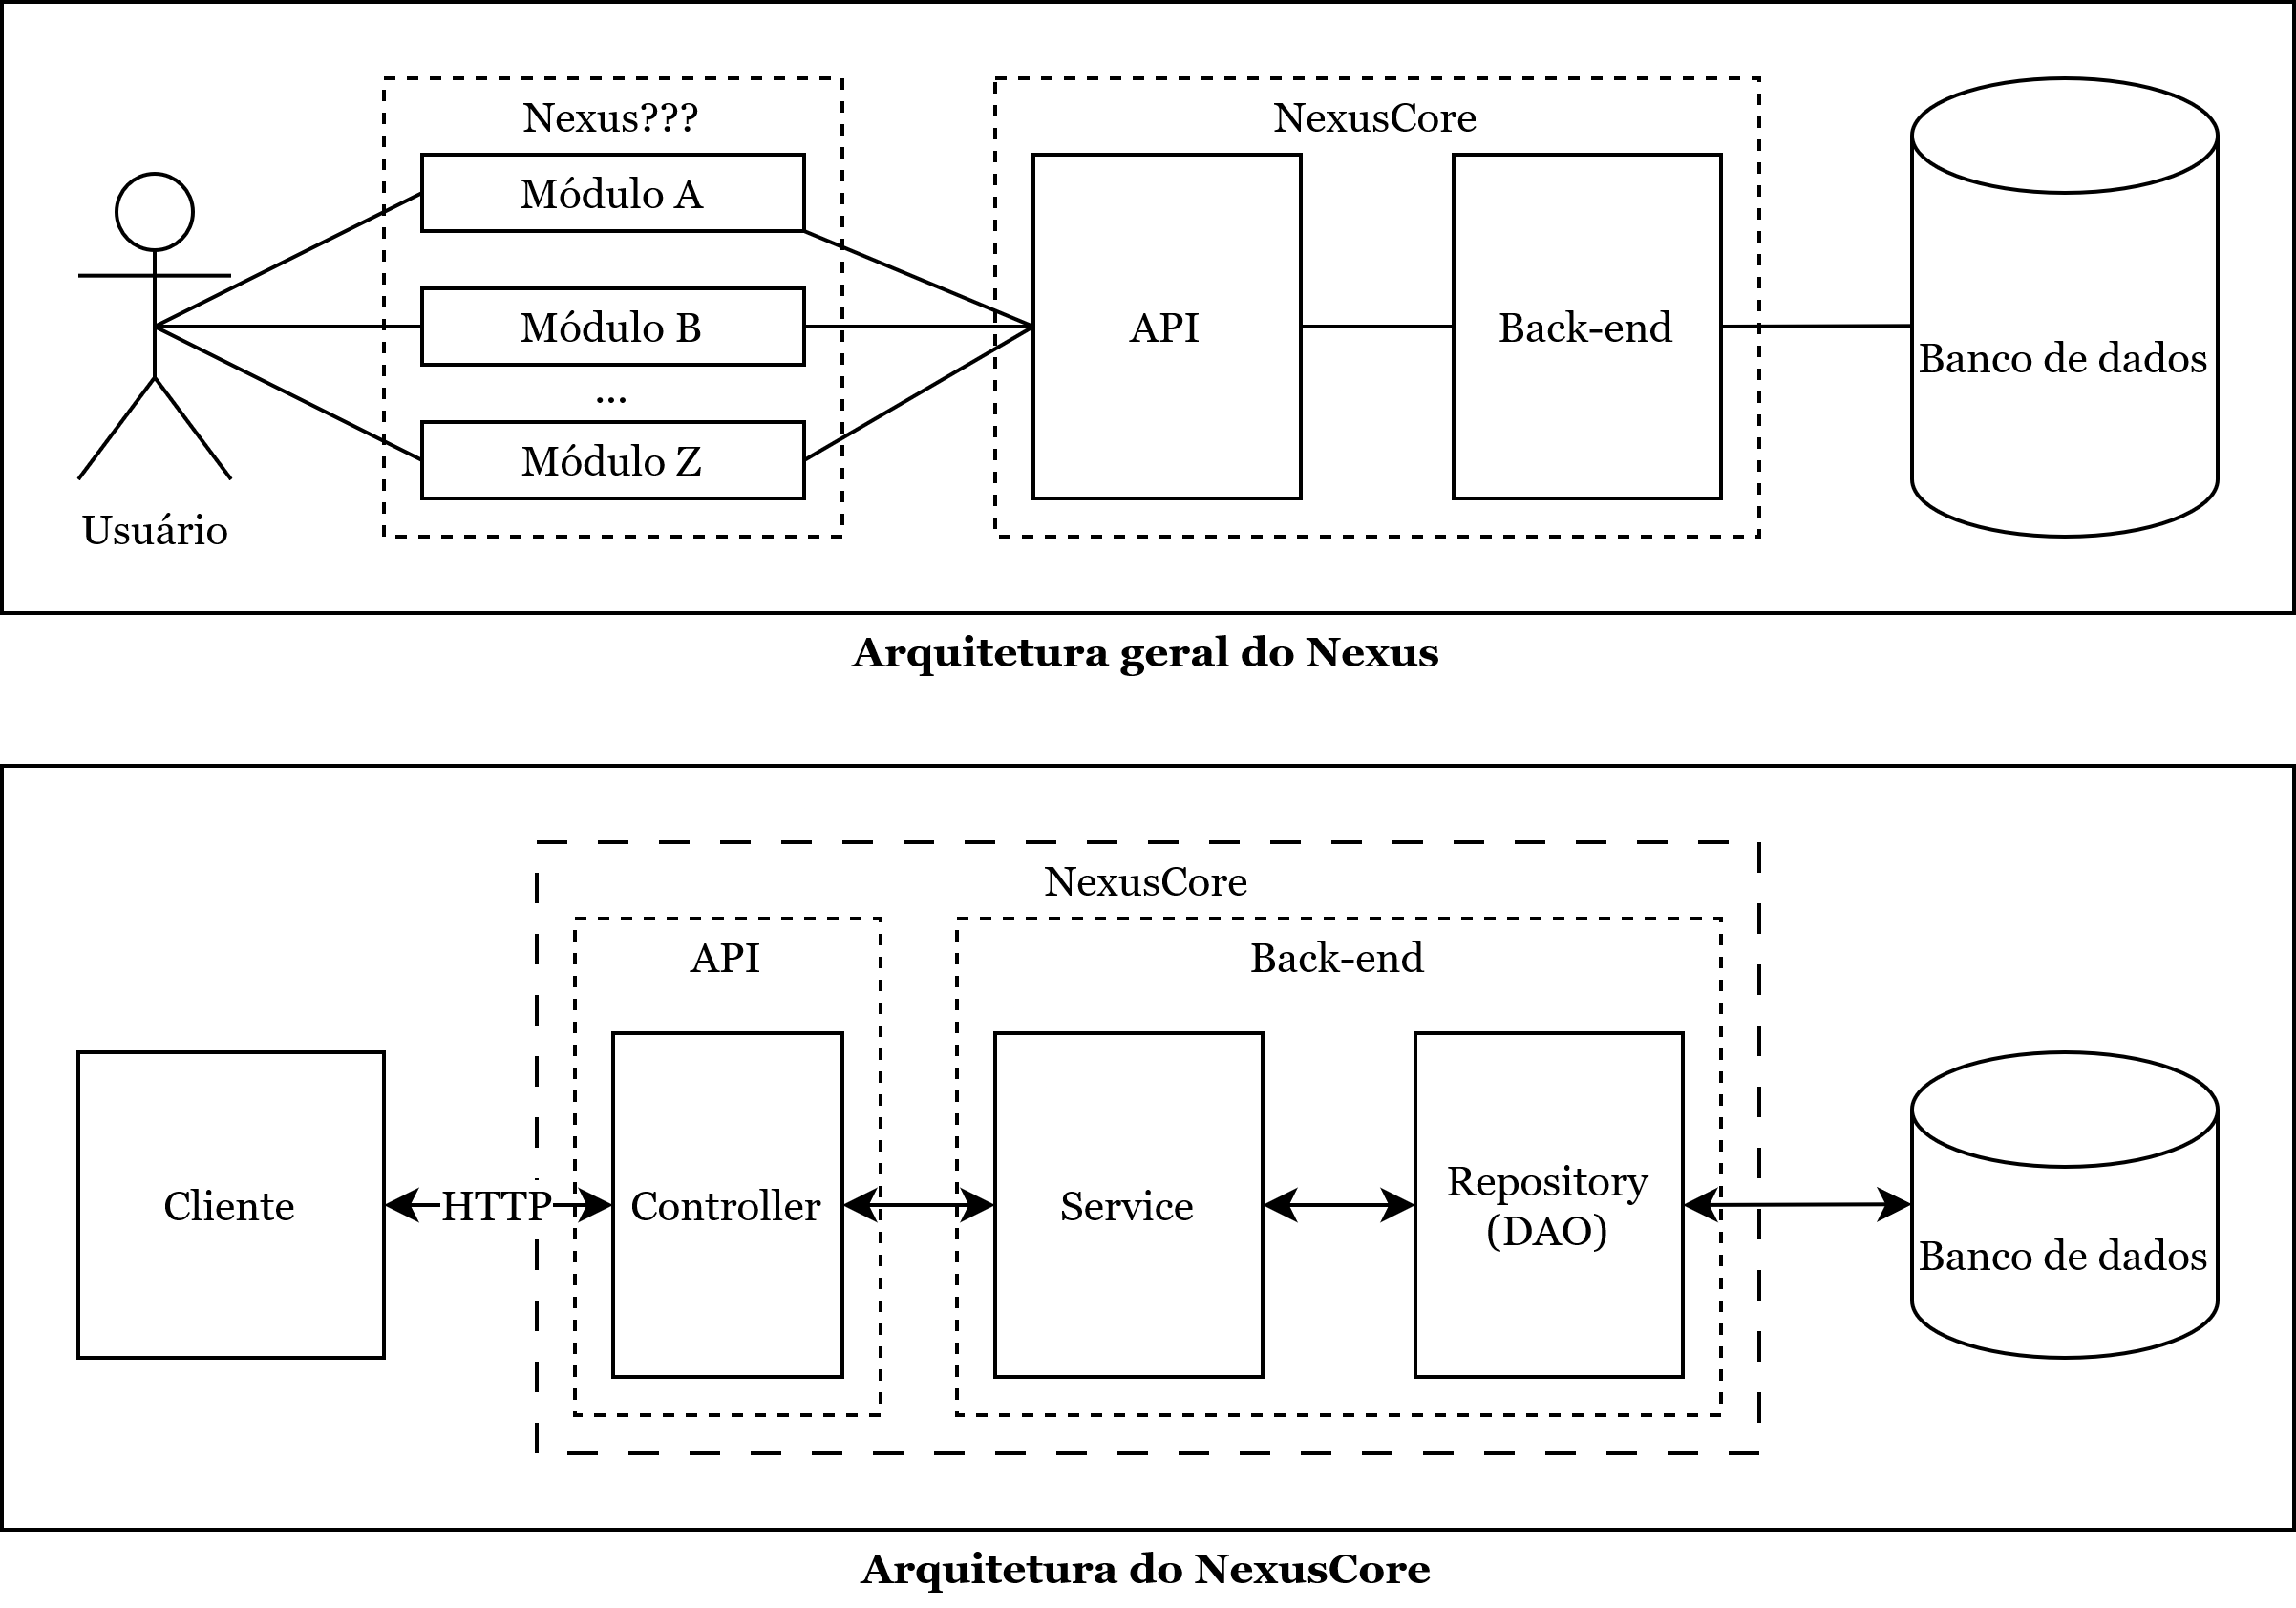 Nexus???
Módulo A
Módulo B
...
Módulo Z
Usuário
NexusCore
API
Back-end
Banco de dados
Arquitetura geral do Nexus
NexusCore
API
Back-end
Cliente
HTTP
Controller
Service
Repository
(DAO)
Banco de dados
Arquitetura do NexusCore